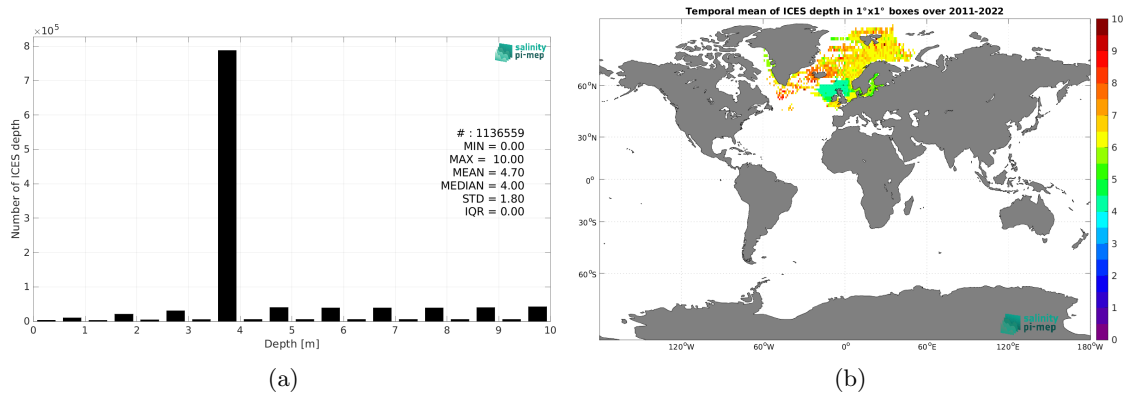 ×10⁵
8
7
6
5
4
3
2
1
0
Number of ICES depth
salinity
pi-mep
# : 1136559
MIN = 0.00
MAX = 10.00
MEAN = 4.70
MEDIAN = 4.00
STD = 1.80
IQR = 0.00
0 1 2 3 4 5 6 7 8 9 10
Depth [m]
(a)
Temporal mean of ICES depth in 1°x1° boxes over 2011-2022
60°N
30°N
0°
30°S
60°S
salinity
pi-mep
120°W 60°W 0° 60°E 120°E 180°W
10
9
8
7
6
5
4
3
2
1
0
(b)